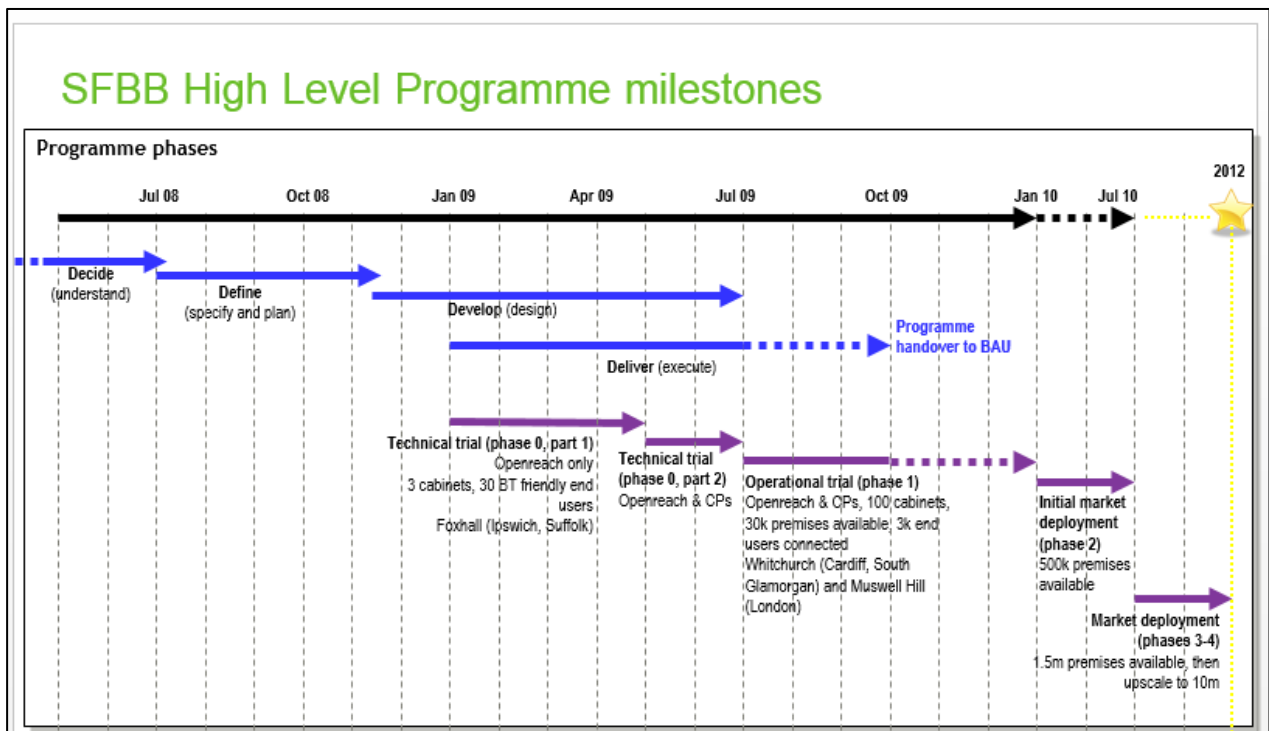 SFBB High Level Programme milestones
Programme phases
2012
Jul 08
Oct 08
Jan 09
Apr 09
Jul 09
Oct 09
Jan 10
Jul 10
Decide
(understand)
Define
(specify and plan)
Develop (design)
Programme
handover to BAU
Deliver (execute)
Technical trial (phase 0, part 1)
Openreach only
3 cabinets, 30 BT friendly end
users
Foxhall (Ipswich, Suffolk)
Technical trial
(phase 0, part 2)
Openreach & CPs
Operational trial (phase 1)
Openreach & CPs, 100 cabinets,
30k premises available, 3k end
users connected
Whitchurch (Cardiff, South
Glamorgan) and Muswell Hill
(London)
Initial market
deployment
(phase 2)
500k premises
available
Market deployment
(phases 3-4)
1.5m premises available, then
upscale to 10m